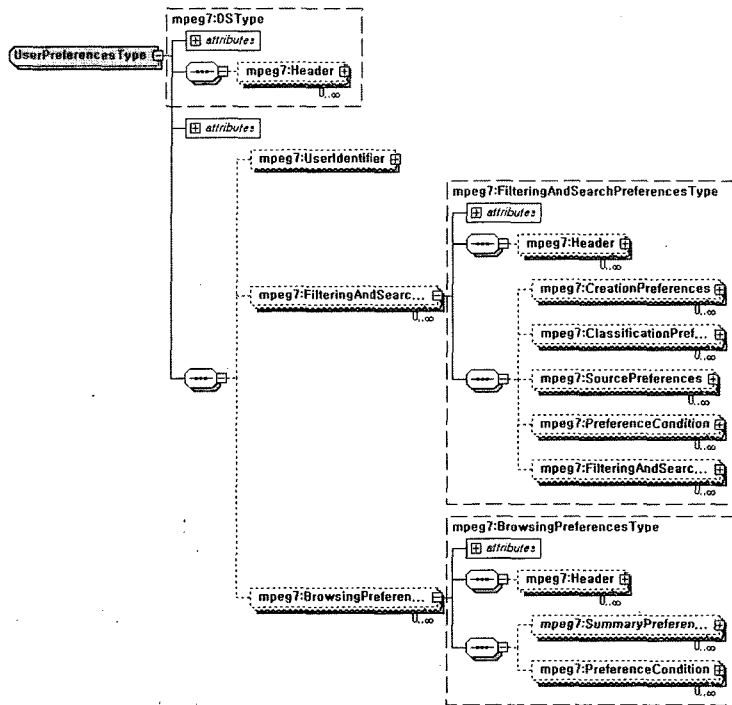 mpeg7:DSType
attributes
UserPreferencesType
mpeg7:Header
0..∞
attributes
mpeg7:UserIdentifier
mpeg7:FilteringAndSearchPreferencesType
attributes
mpeg7:Header
0..∞
mpeg7:FilteringAndSearc...
0..∞
mpeg7:CreationPreferences
0..∞
mpeg7:ClassificationPref...
0..∞
mpeg7:SourcePreferences
0..∞
mpeg7:PreferenceCondition
0..∞
mpeg7:FilteringAndSearc...
0..∞
mpeg7:BrowsingPreferencesType
attributes
mpeg7:Header
0..∞
mpeg7:BrowsingPreferen...
0..∞
mpeg7:SummaryPreferen...
0..∞
mpeg7:PreferenceCondition
0..∞